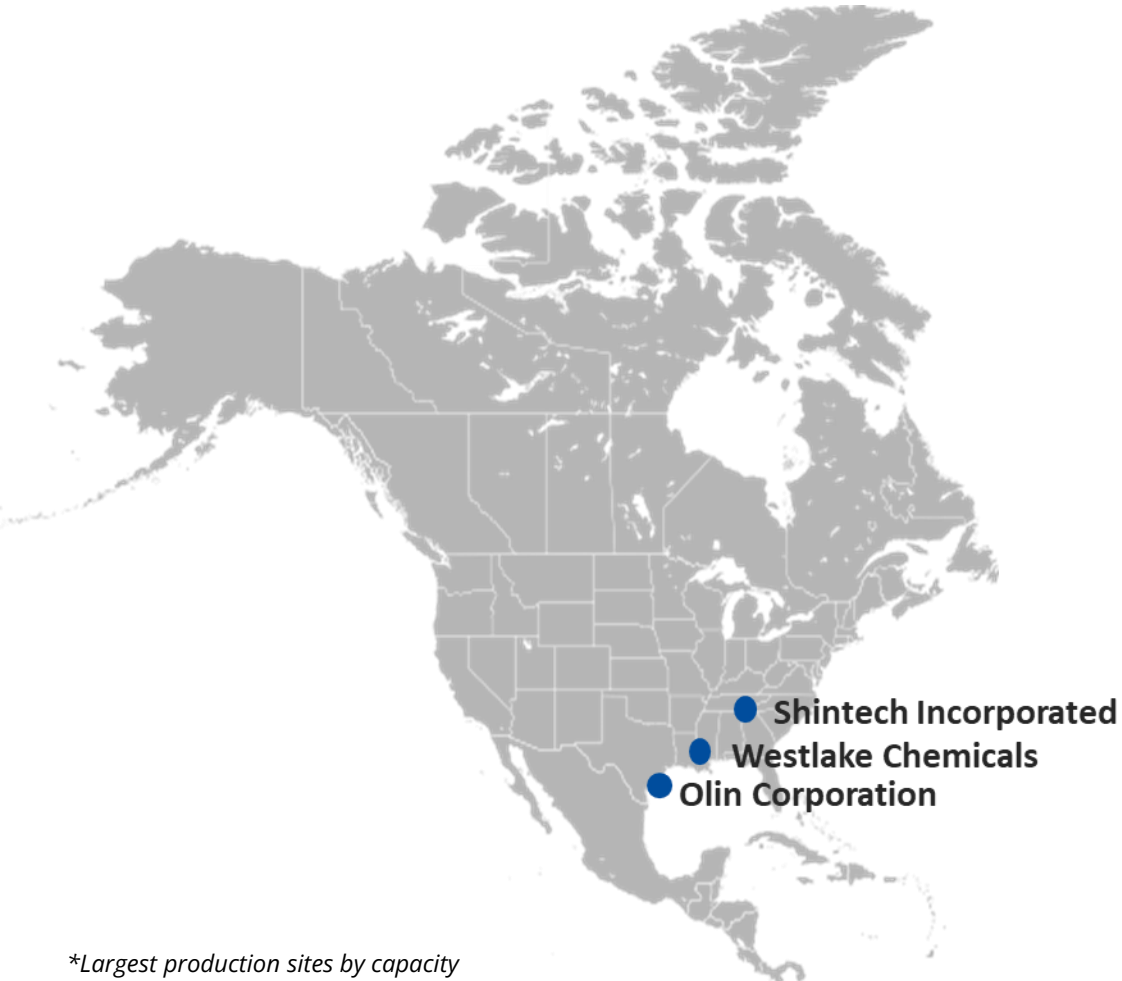 Shintech Incorporated
Westlake Chemicals
Olin Corporation
*Largest production sites by capacity